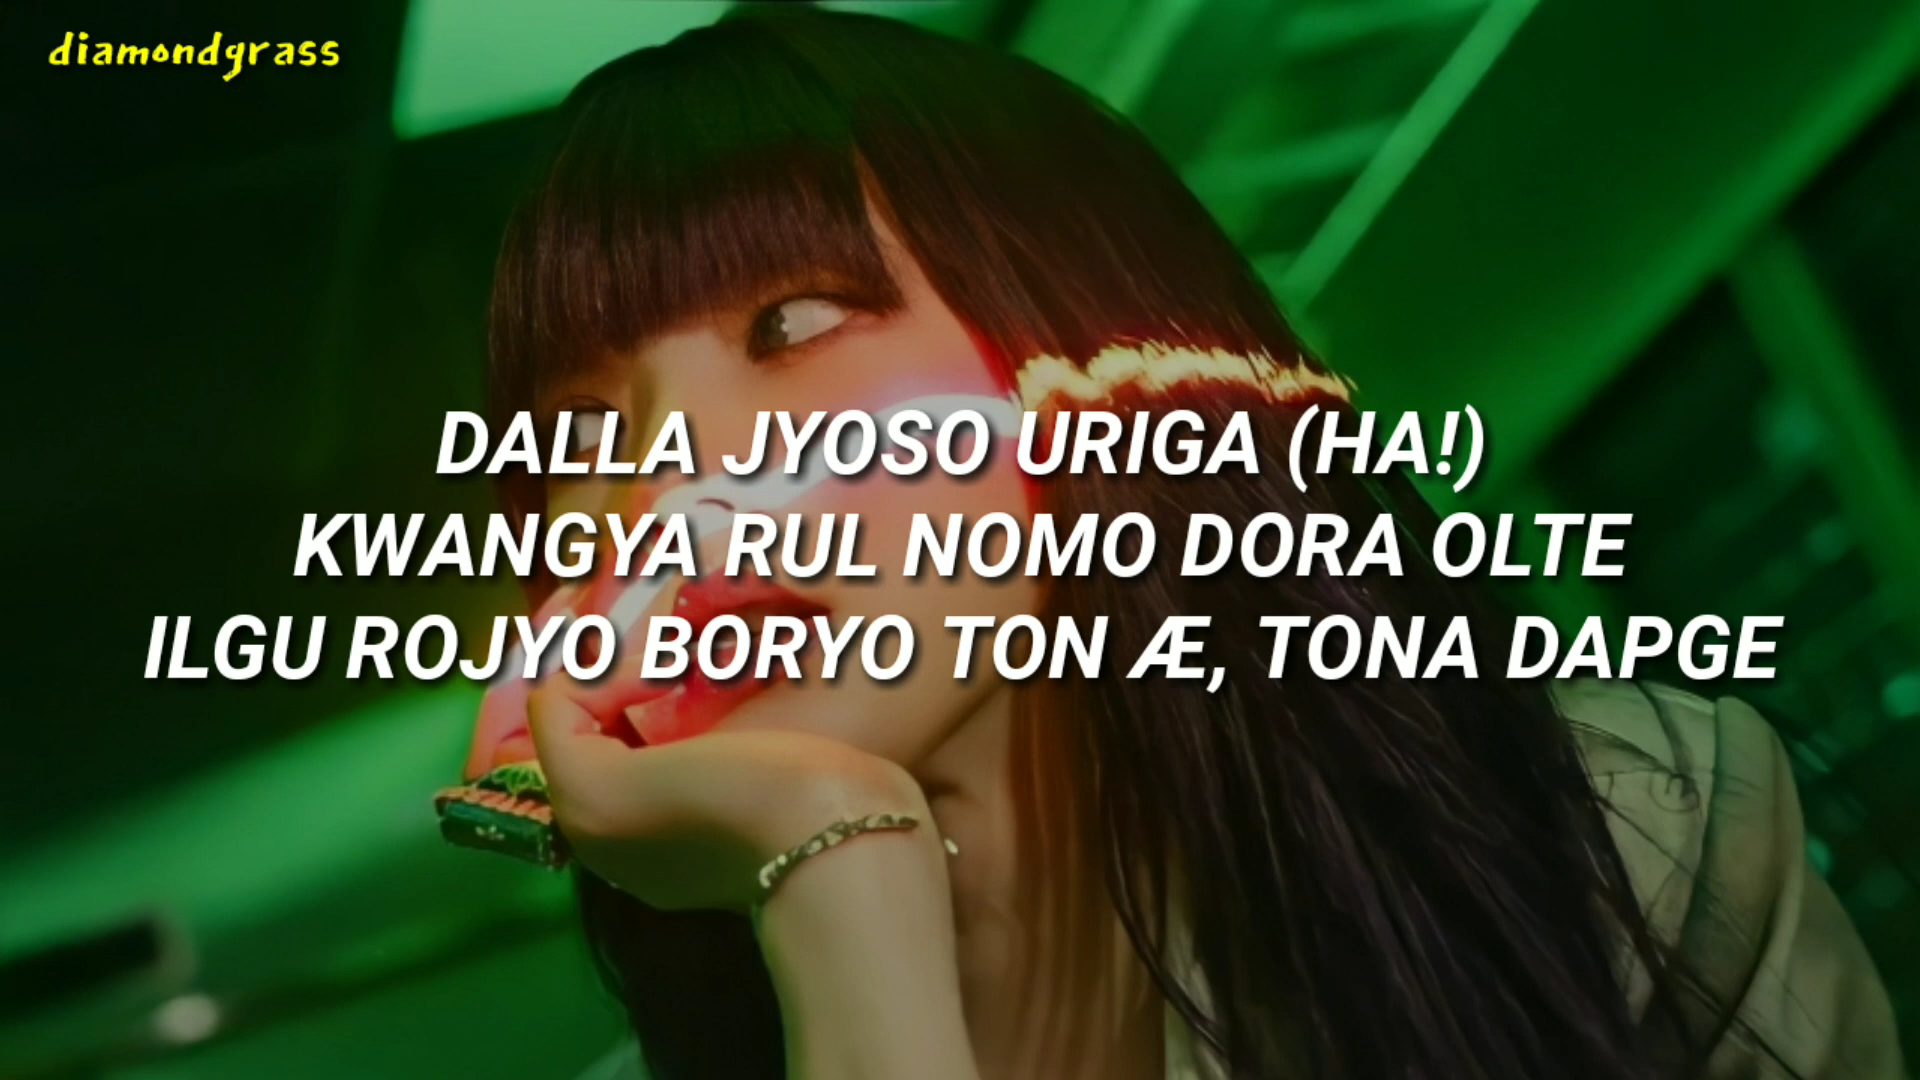 diamondgrass
DALLA JYOSO URIGA (HA!)
KWANGYA RUL NOMO DORA OLTE
ILGU ROJYO BORYO TON Æ, TONA DAPGE